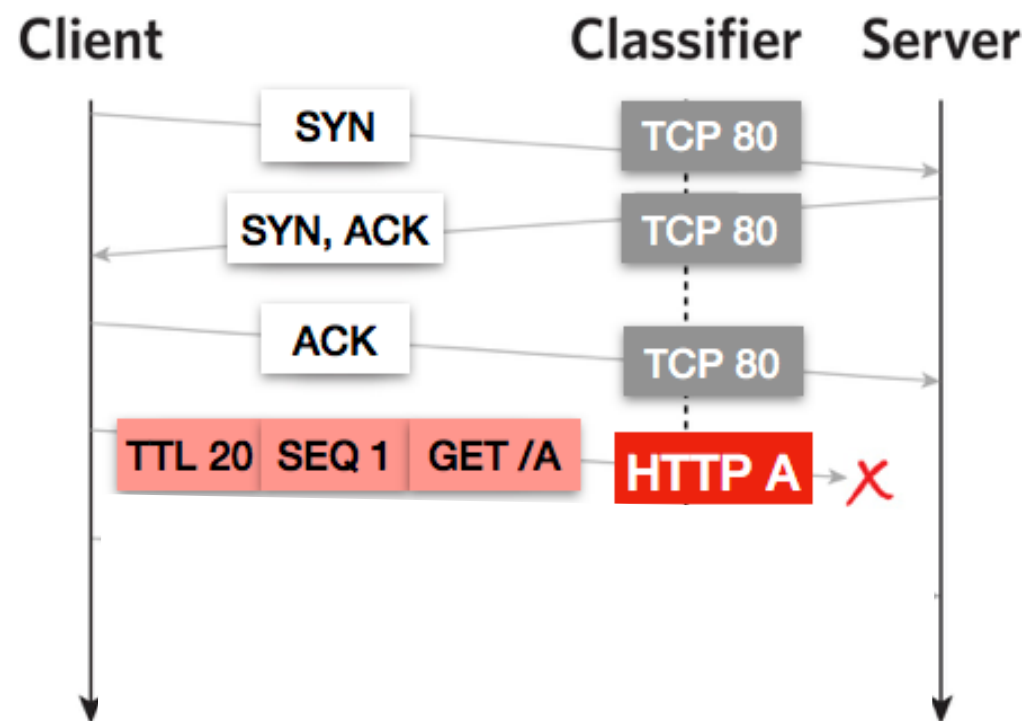 Client Classifier Server
SYN TCP 80
SYN, ACK TCP 80
ACK TCP 80
TTL 20 SEQ 1 GET /A HTTP A X